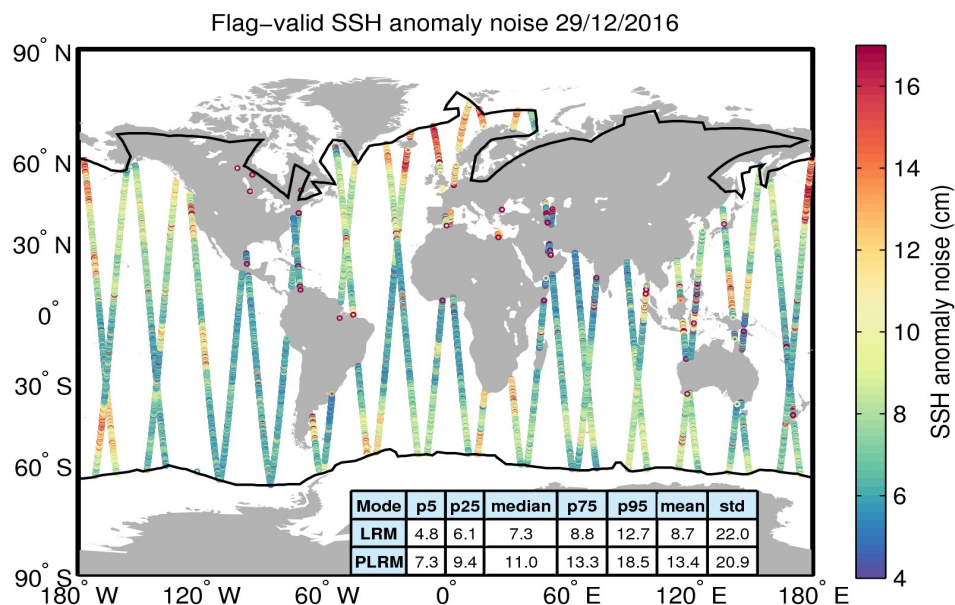 Flag−valid SSH anomaly noise 29/12/2016
90° N
60° N
30° N
0°
30° S
60° S
90° S
180° W
120° W
60° W
0°
60° E
120° E
180° E
16
14
12
10
8
6
4
SSH anomaly noise (cm)
Mode p5 p25 median p75 p95 mean std
LRM 4.8 6.1 7.3 8.8 12.7 8.7 22.0
PLRM 7.3 9.4 11.0 13.3 18.5 13.4 20.9